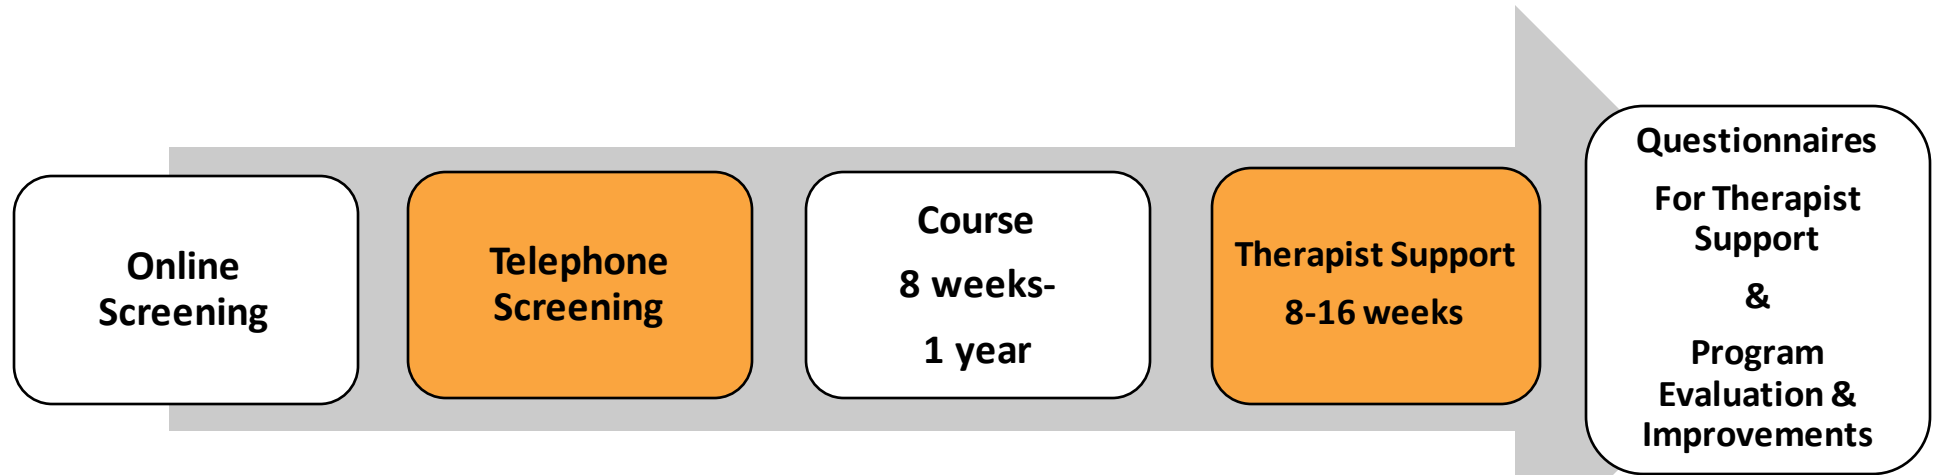 Online
Screening
Telephone
Screening
Course
8 weeks-
1 year
Therapist Support
8-16 weeks
Questionnaires
For Therapist
Support
&
Program
Evaluation &
Improvements